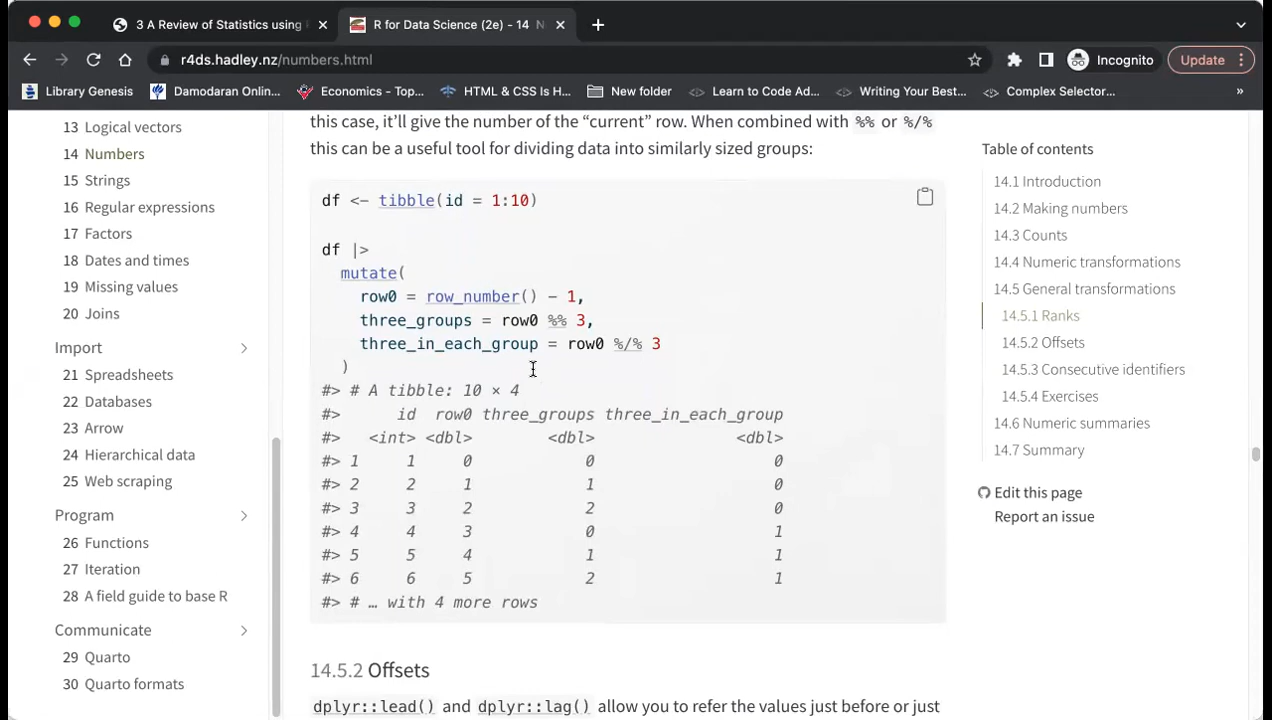 3 A Review of Statistics using
R for Data Science (2e) - 14 N
r4ds.hadley.nz/numbers.html
Incognito
Update
Library Genesis
Damodaran Onlin...
Economics - Top...
HTML & CSS Is H...
New folder
Learn to Code Ad...
Writing Your Best...
Complex Selector...
»
13 Logical vectors
14 Numbers
15 Strings
16 Regular expressions
17 Factors
18 Dates and times
19 Missing values
20 Joins
Import
21 Spreadsheets
22 Databases
23 Arrow
24 Hierarchical data
25 Web scraping
Program
26 Functions
27 Iteration
28 A field guide to base R
Communicate
29 Quarto
30 Quarto formats
this case, it’ll give the number of the “current” row. When combined with %% or %/%
this can be a useful tool for dividing data into similarly sized groups:
df <- tibble(id = 1:10)
df |>
mutate(
row0 = row_number() - 1,
three_groups = row0 %% 3,
three_in_each_group = row0 %/% 3
)
#> # A tibble: 10 × 4
#> id row0 three_groups three_in_each_group
#> <int> <dbl> <dbl> <dbl>
#> 1 1 0 0 0
#> 2 2 1 1 0
#> 3 3 2 2 0
#> 4 4 3 0 1
#> 5 5 4 1 1
#> 6 6 5 2 1
#> # … with 4 more rows
14.5.2 Offsets
dplyr::lead() and dplyr::lag() allow you to refer the values just before or just
Table of contents
14.1 Introduction
14.2 Making numbers
14.3 Counts
14.4 Numeric transformations
14.5 General transformations
14.5.1 Ranks
14.5.2 Offsets
14.5.3 Consecutive identifiers
14.5.4 Exercises
14.6 Numeric summaries
14.7 Summary
Edit this page
Report an issue